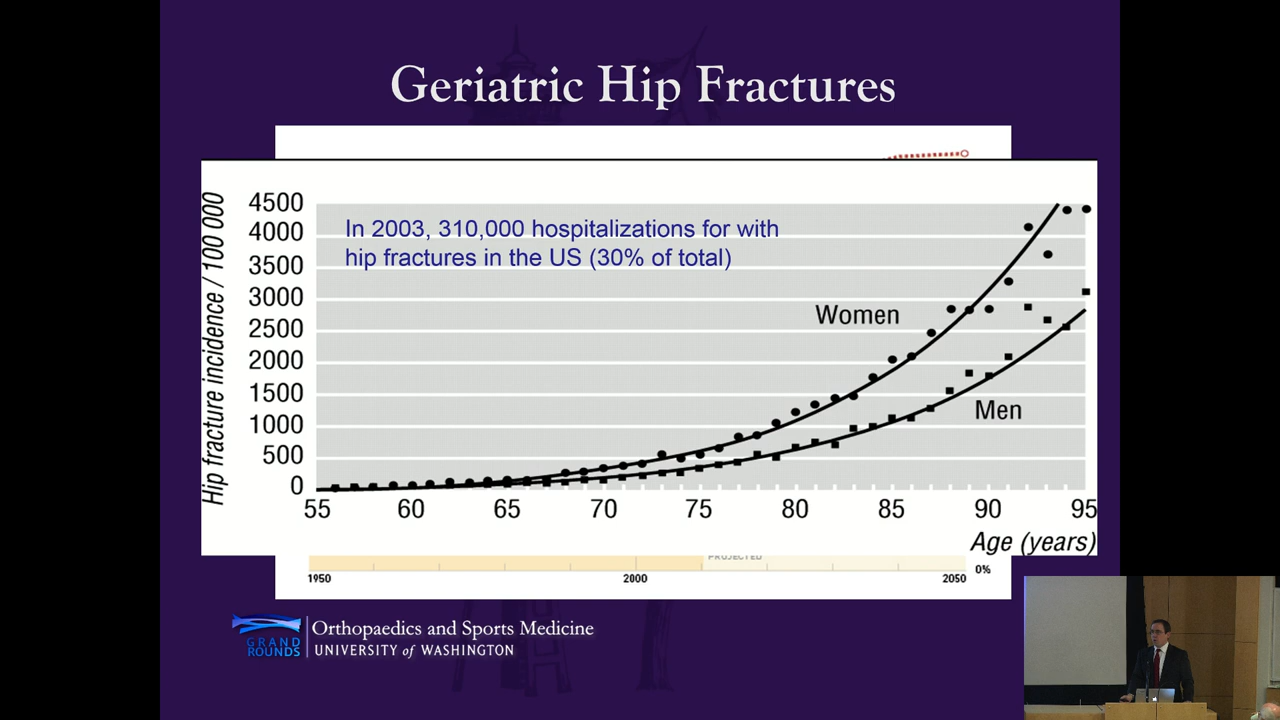 Geriatric Hip Fractures
Hip fracture incidence / 100 000
4500
4000
3500
3000
2500
2000
1500
1000
500
0
In 2003, 310,000 hospitalizations for with
hip fractures in the US (30% of total)
Women
Men
55 60 65 70 75 80 85 90 95
Age (years)
PROJECTED
1950 2000 2050 0%
GRAND
ROUNDS
Orthopaedics and Sports Medicine
UNIVERSITY of WASHINGTON